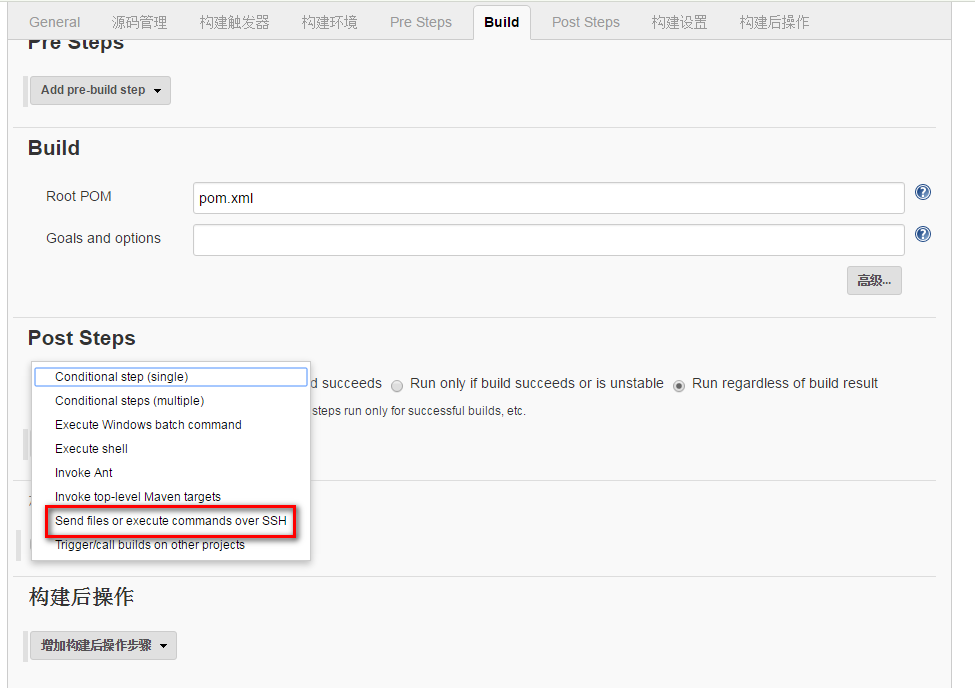 General 源码管理 构建触发器 构建环境 Pre Steps Build Post Steps 构建设置 构建后操作
Pre Steps
Add pre-build step
Build
Root POM pom.xml
Goals and options
高级...
Post Steps
d succeeds Run only if build succeeds or is unstable Run regardless of build result
steps run only for successful builds, etc.
Conditional step (single)
Conditional steps (multiple)
Execute Windows batch command
Execute shell
Invoke Ant
Invoke top-level Maven targets
Send files or execute commands over SSH
Trigger/call builds on other projects
构建后操作
增加构建后操作步骤